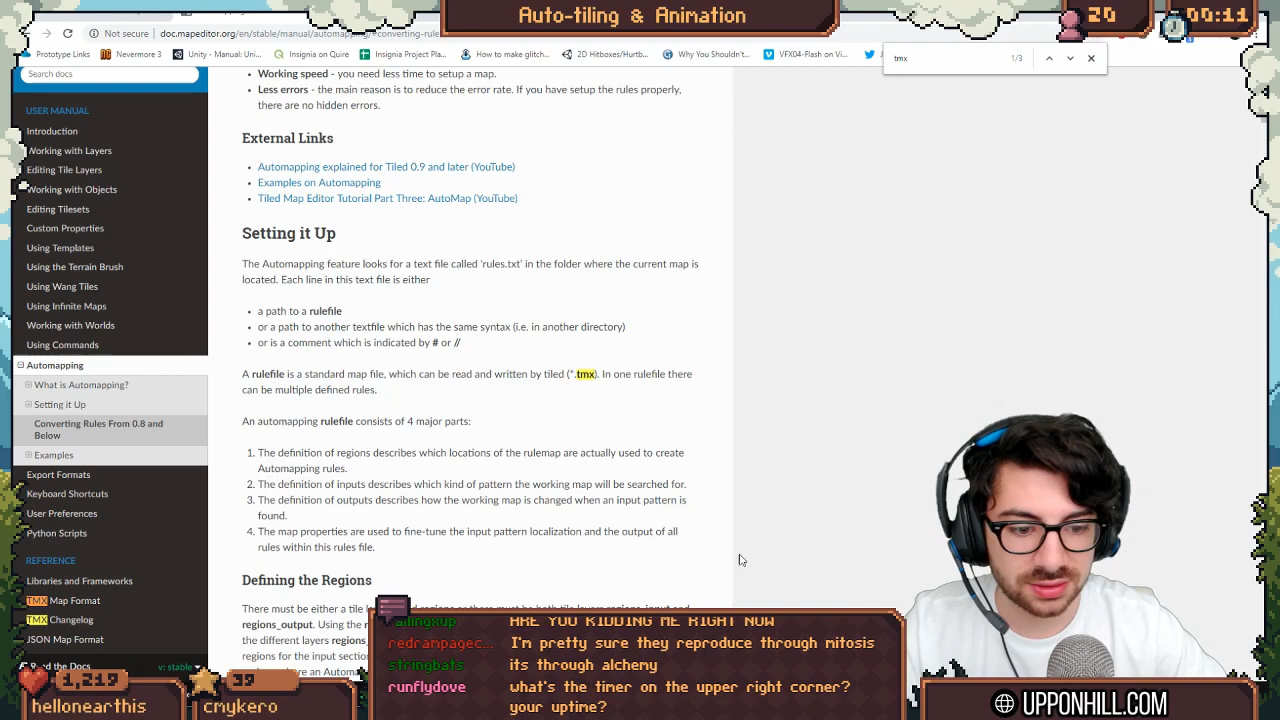 Auto-tiling & Animation
20
00:11
Not secure | doc.mapeditor.org/en/stable/manual/automapping/#converting-rule
Prototype Links
Nevermore 3
Unity - Manual: Uni...
Insignia on Quire
Insignia Project Pla...
How to make glitch...
2D Hitboxes/Hurtb...
Why You Shouldn't...
VFX04-Flash on Vi...
tmx
1/3
Search docs
USER MANUAL
Introduction
Working with Layers
Editing Tile Layers
Working with Objects
Editing Tilesets
Custom Properties
Using Templates
Using the Terrain Brush
Using Wang Tiles
Using Infinite Maps
Working with Worlds
Using Commands
Automapping
What is Automapping?
Setting it Up
Converting Rules From 0.8 and
Below
Examples
Export Formats
Keyboard Shortcuts
User Preferences
Python Scripts
REFERENCE
Libraries and Frameworks
TMX Map Format
TMX Changelog
JSON Map Format
Read the Docs
v: stable
Working speed - you need less time to setup a map.
Less errors - the main reason is to reduce the error rate. If you have setup the rules properly,
there are no hidden errors.
External Links
Automapping explained for Tiled 0.9 and later (YouTube)
Examples on Automapping
Tiled Map Editor Tutorial Part Three: AutoMap (YouTube)
Setting it Up
The Automapping feature looks for a text file called 'rules.txt' in the folder where the current map is
located. Each line in this text file is either
a path to a rulefile
or a path to another textfile which has the same syntax (i.e. in another directory)
or is a comment which is indicated by # or //
A rulefile is a standard map file, which can be read and written by tiled (*.tmx). In one rulefile there
can be multiple defined rules.
An automapping rulefile consists of 4 major parts:
1. The definition of regions describes which locations of the rulemap are actually used to create
Automapping rules.
2. The definition of inputs describes which kind of pattern the working map will be searched for.
3. The definition of outputs describes how the working map is changed when an input pattern is
found.
4. The map properties are used to fine-tune the input pattern localization and the output of all
rules within this rules file.
Defining the Regions
There must be either a tile
regions_output. Using the
the different layers regions_
regions for the input section
ARE YOU KIDDING ME RIGHT NOW
redrampagec... I'm pretty sure they reproduce through mitosis
stringbats its through alchemy
runflydove what's the timer on the upper right corner?
your uptime?
1,219
hellonearthis
cmykero
UPPONHILL.COM